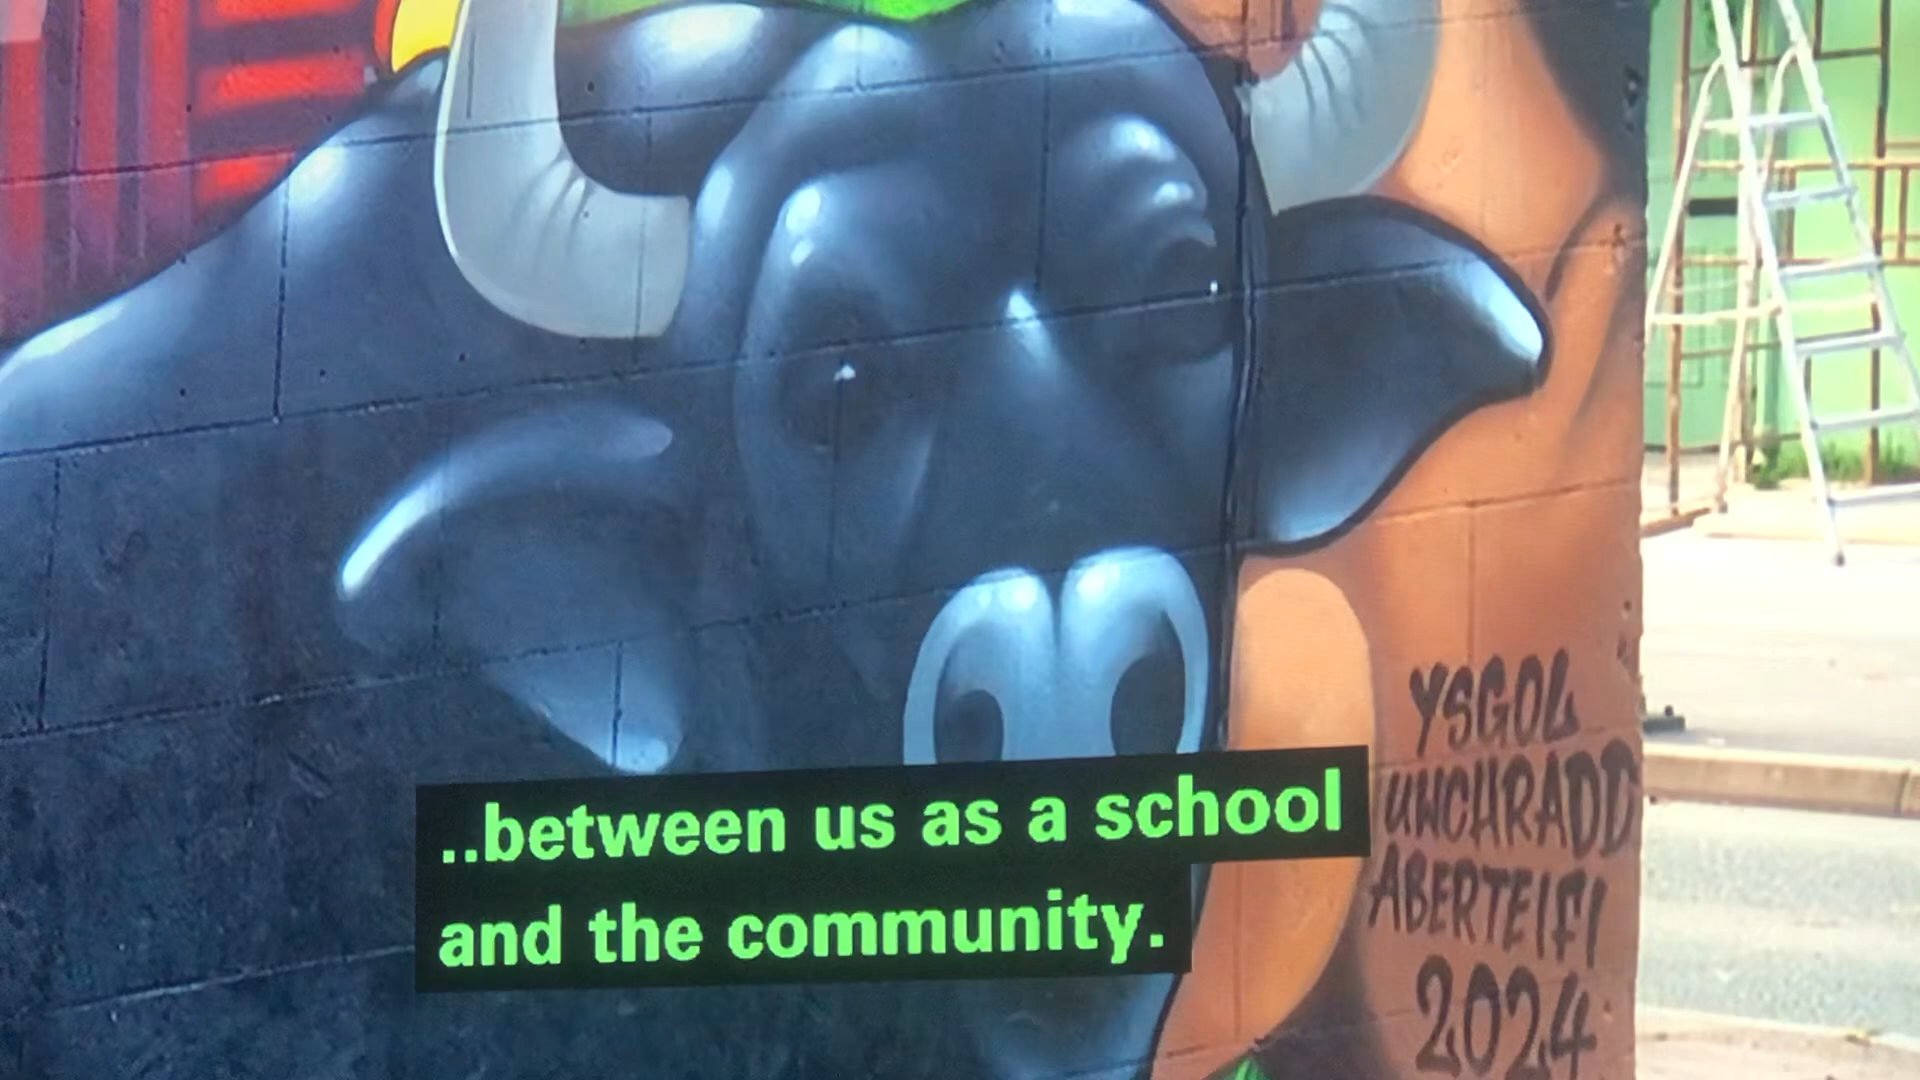 ..between us as a school
and the community.
YSGOL
UWCHRADD
ABERTEIFI
2024